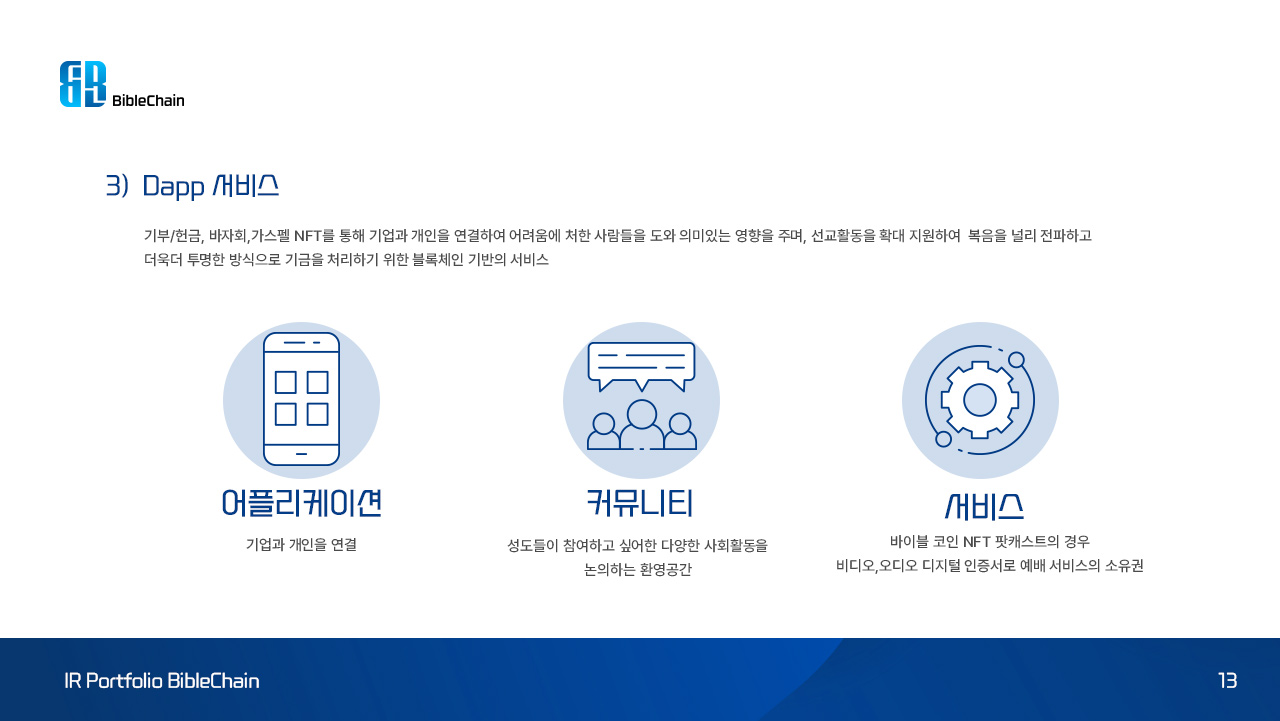 BibleChain
3) Dapp 서비스
기부/헌금, 바자회,가스펠 NFT를 통해 기업과 개인을 연결하여 어려움에 처한 사람들을 도와 의미있는 영향을 주며, 선교활동을 확대 지원하여 복음을 널리 전파하고
더욱더 투명한 방식으로 기금을 처리하기 위한 블록체인 기반의 서비스
어플리케이션
기업과 개인을 연결
커뮤니티
성도들이 참여하고 싶어한 다양한 사회활동을
논의하는 환영공간
서비스
바이블 코인 NFT 팟캐스트의 경우
비디오,오디오 디지털 인증서로 예배 서비스의 소유권
IR Portfolio BibleChain
13